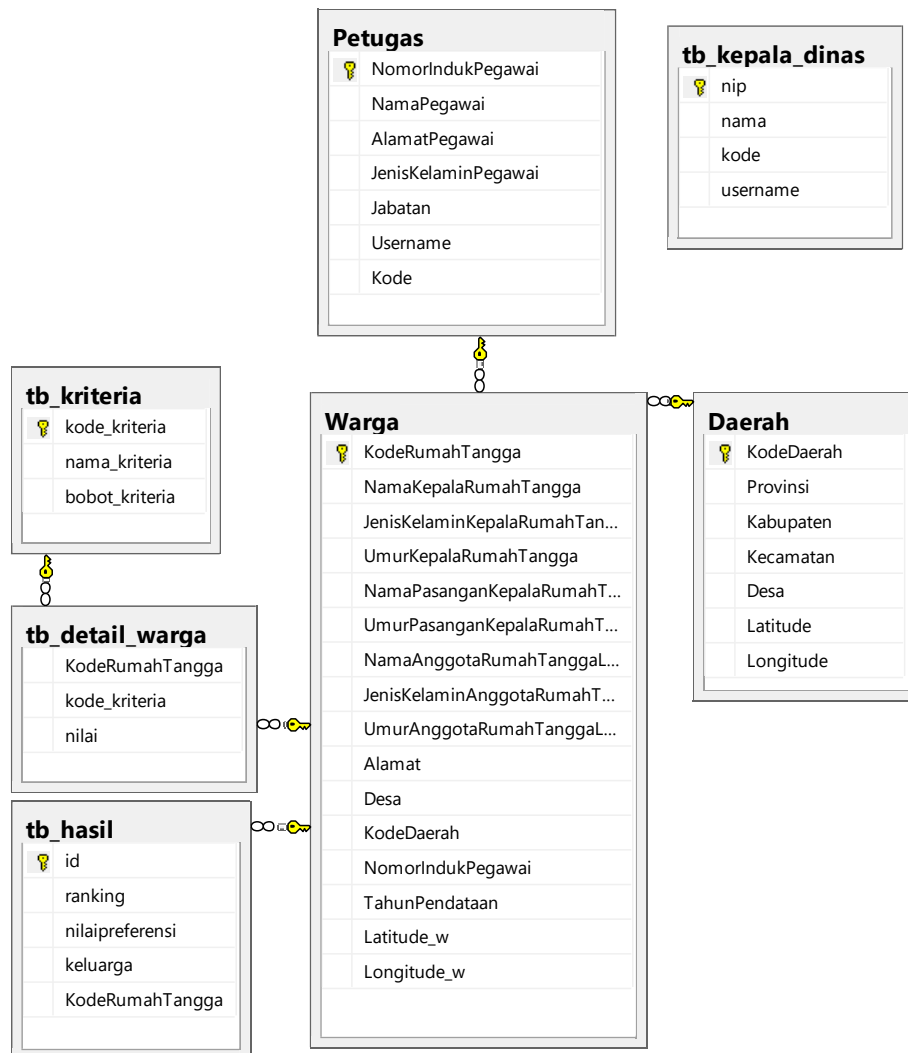 Petugas
NomorIndukPegawai
NamaPegawai
AlamatPegawai
JenisKelaminPegawai
Jabatan
Username
Kode
tb_kepala_dinas
nip
nama
kode
username
tb_kriteria
kode_kriteria
nama_kriteria
bobot_kriteria
Warga
KodeRumahTangga
NamaKepalaRumahTangga
JenisKelaminKepalaRumahTan...
UmurKepalaRumahTangga
NamaPasanganKepalaRumahT...
UmurPasanganKepalaRumahT...
NamaAnggotaRumahTanggaL...
JenisKelaminAnggotaRumahT...
UmurAnggotaRumahTanggaL...
Alamat
Desa
KodeDaerah
NomorIndukPegawai
TahunPendataan
Latitude_w
Longitude_w
Daerah
KodeDaerah
Provinsi
Kabupaten
Kecamatan
Desa
Latitude
Longitude
tb_detail_warga
KodeRumahTangga
kode_kriteria
nilai
tb_hasil
id
ranking
nilaipreferensi
keluarga
KodeRumahTangga